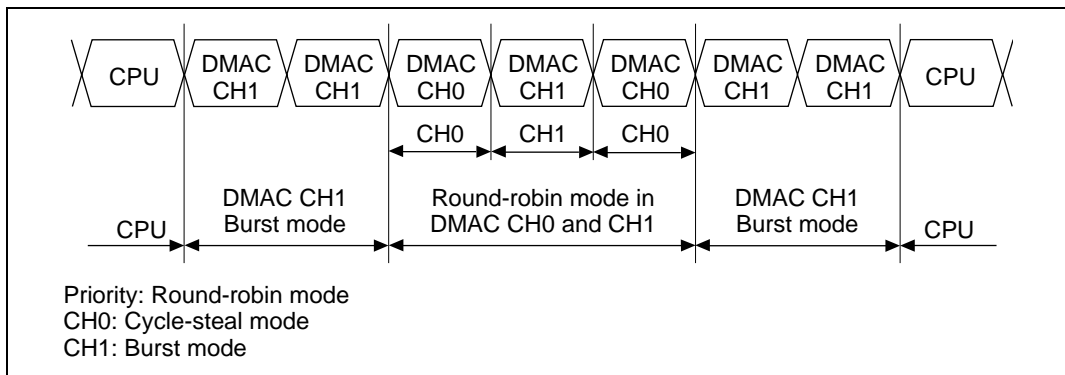 CPU
DMAC
CH1
DMAC
CH1
DMAC
CH0
DMAC
CH1
DMAC
CH0
DMAC
CH1
DMAC
CH1
CPU
CH0
CH1
CH0
CPU
DMAC CH1
Burst mode
Round-robin mode in
DMAC CH0 and CH1
DMAC CH1
Burst mode
CPU
Priority: Round-robin mode
CH0: Cycle-steal mode
CH1: Burst mode